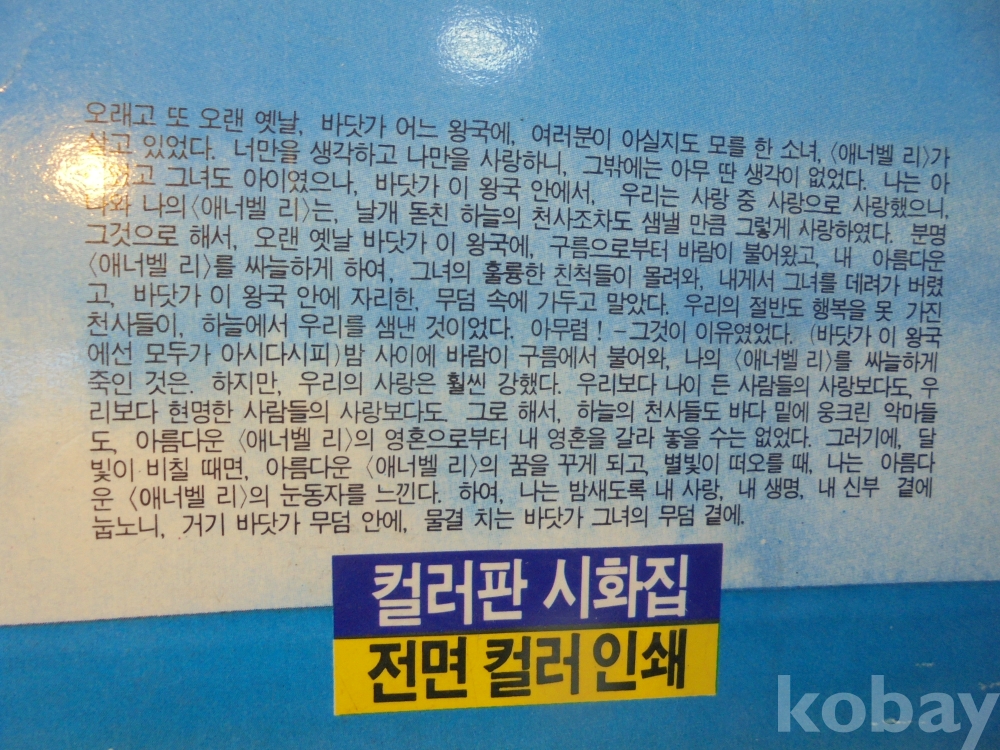 오래고 또 오랜 옛날, 바닷가 어느 왕국에, 여러분이 아실지도 모를 한 소녀, 〈애너벨 리〉가
살고 있었다. 너만을 생각하고 나만을 사랑하니, 그밖에는 아무 딴 생각이 없었다. 나는 아
그녀도 아이였으나, 바닷가 이 왕국 안에서, 우리는 사랑 중 사랑으로 사랑했으니,
나와 나의 〈애너벨 리〉는, 날개 돋친 하늘의 천사조차도 샘낼 만큼 그렇게 사랑하였다. 분명
그것으로 해서, 오랜 옛날 바닷가 이 왕국에, 구름으로부터 바람이 불어왔고, 내 아름다운
〈애너벨 리〉를 싸늘하게 하여, 그녀의 훌륭한 친척들이 몰려와, 내게서 그녀를 데려가 버렸
고, 바닷가 이 왕국 안에 자리한, 무덤 속에 가두고 말았다. 우리의 절반도 행복을 못 가진
천사들이, 하늘에서 우리를 샘낸 것이었다. 아무렴! -그것이 이유였었다. (바닷가 이 왕국
에선 모두가 아시다시피)밤 사이에 바람이 구름에서 불어와, 나의 〈애너벨 리〉를 싸늘하게
죽인 것은. 하지만, 우리의 사랑은 훨씬 강했다. 우리보다 나이 든 사람들의 사랑보다도, 우
리보다 현명한 사람들의 사랑보다도. 그로 해서, 하늘의 천사들도 바다 밑에 웅크린 악마들
도, 아름다운 〈애너벨 리〉의 영혼으로부터 내 영혼을 갈라 놓을 수는 없었다. 그러기에, 달
빛이 비칠 때면, 아름다운 〈애너벨 리〉의 꿈을 꾸게 되고, 별빛이 떠오를 때, 나는 아름다
운 〈애너벨 리〉의 눈동자를 느낀다. 하여, 나는 밤새도록 내 사랑, 내 생명, 내 신부 곁에
눕노니, 거기 바닷가 무덤 안에, 물결 치는 바닷가 그녀의 무덤 곁에.
컬러판 시화집
전면 컬러 인쇄
kobay